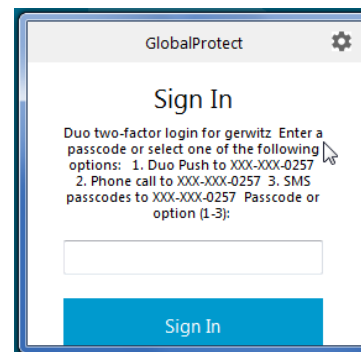 GlobalProtect
Sign In
Duo two-factor login for gerwitz Enter a
passcode or select one of the following
options: 1. Duo Push to XXX-XXX-0257
2. Phone call to XXX-XXX-0257 3. SMS
passcodes to XXX-XXX-0257 Passcode or
option (1-3):
Sign In